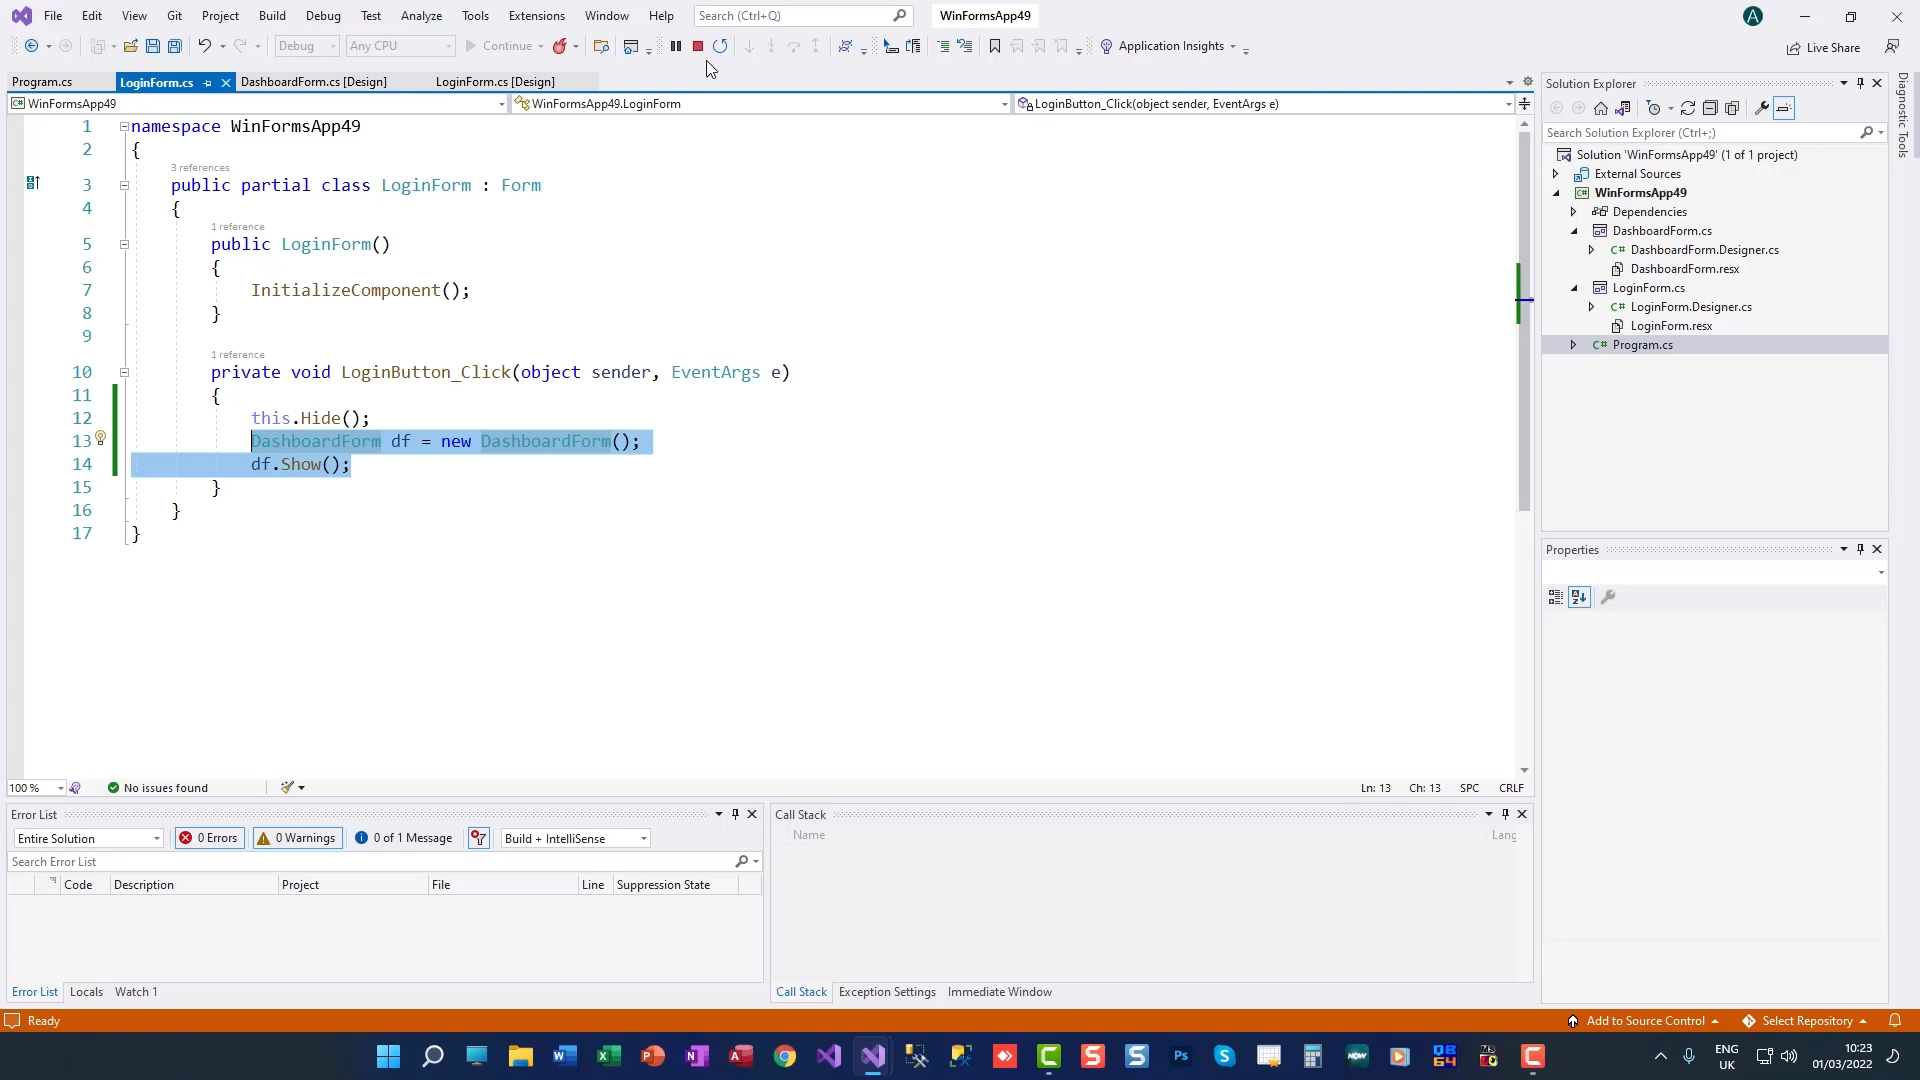 File Edit View Git Project Build Debug Test Analyze Tools Extensions Window Help Search (Ctrl+Q) WinFormsApp49 A
Debug Any CPU Continue Application Insights Live Share
Program.cs LoginForm.cs DashboardForm.cs [Design] LoginForm.cs [Design]
C# WinFormsApp49 WinFormsApp49.LoginForm LoginButton_Click(object sender, EventArgs e)
1 namespace WinFormsApp49
2 {
3 references
3 public partial class LoginForm : Form
4 {
1 reference
5 public LoginForm()
6 {
7 InitializeComponent();
8 }
9
1 reference
10 private void LoginButton_Click(object sender, EventArgs e)
11 {
12 this.Hide();
13 DashboardForm df = new DashboardForm();
14 df.Show();
15 }
16 }
17 }
100 % No issues found Ln: 13 Ch: 13 SPC CRLF
Solution Explorer
Search Solution Explorer (Ctrl+;)
Solution 'WinFormsApp49' (1 of 1 project)
External Sources
C# WinFormsApp49
Dependencies
DashboardForm.cs
C# DashboardForm.Designer.cs
DashboardForm.resx
LoginForm.cs
C# LoginForm.Designer.cs
LoginForm.resx
C# Program.cs
Diagnostic Tools
Properties
Error List
Entire Solution 0 Errors 0 Warnings 0 of 1 Message Build + IntelliSense
Search Error List
Code Description Project File Line Suppression State
Error List Locals Watch 1
Call Stack
Name Lang
Call Stack Exception Settings Immediate Window
Ready Add to Source Control Select Repository
ENG
UK
10:23
01/03/2022